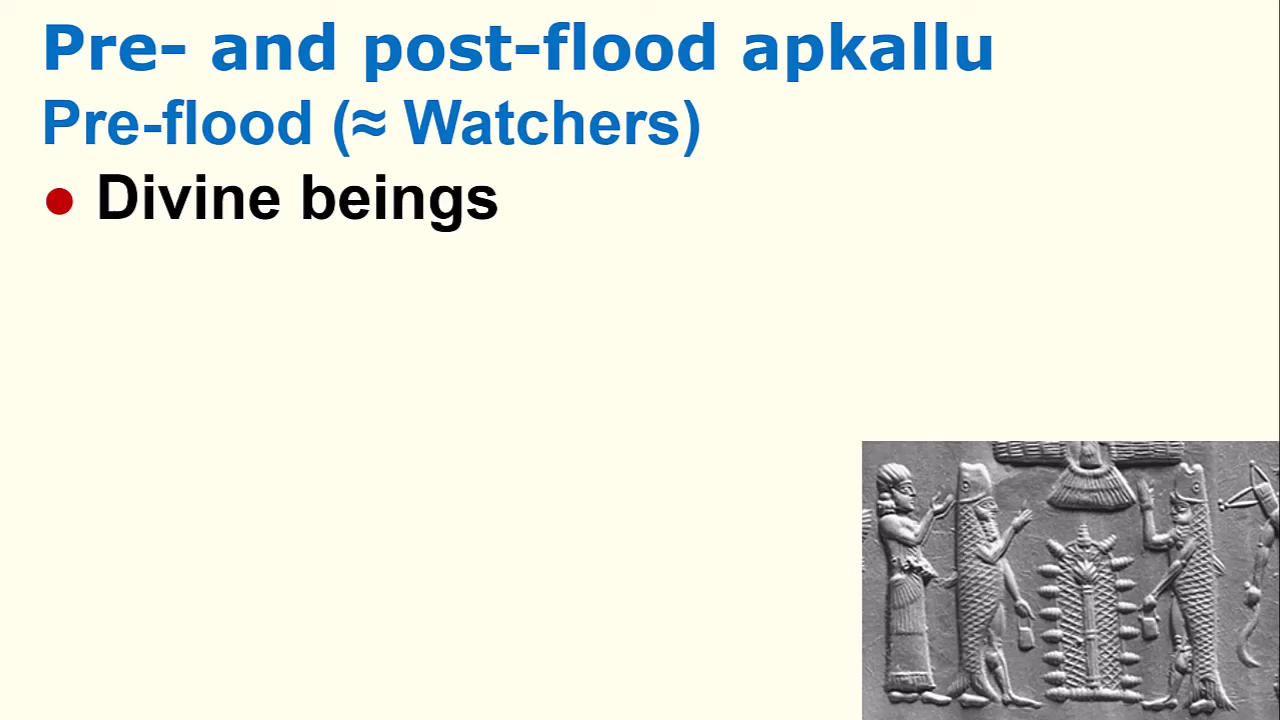 Pre- and post-flood apkallu
Pre-flood (≈ Watchers)
● Divine beings